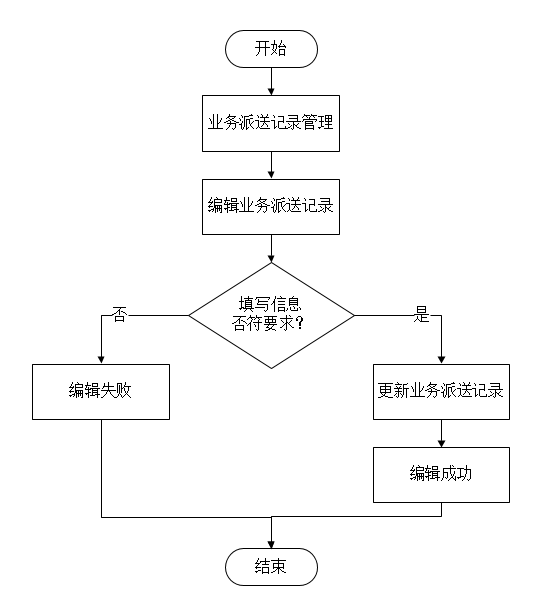 开始
业务派送记录管理
编辑业务派送记录
填写信息
否符要求?
否
是
编辑失败
更新业务派送记录
编辑成功
结束